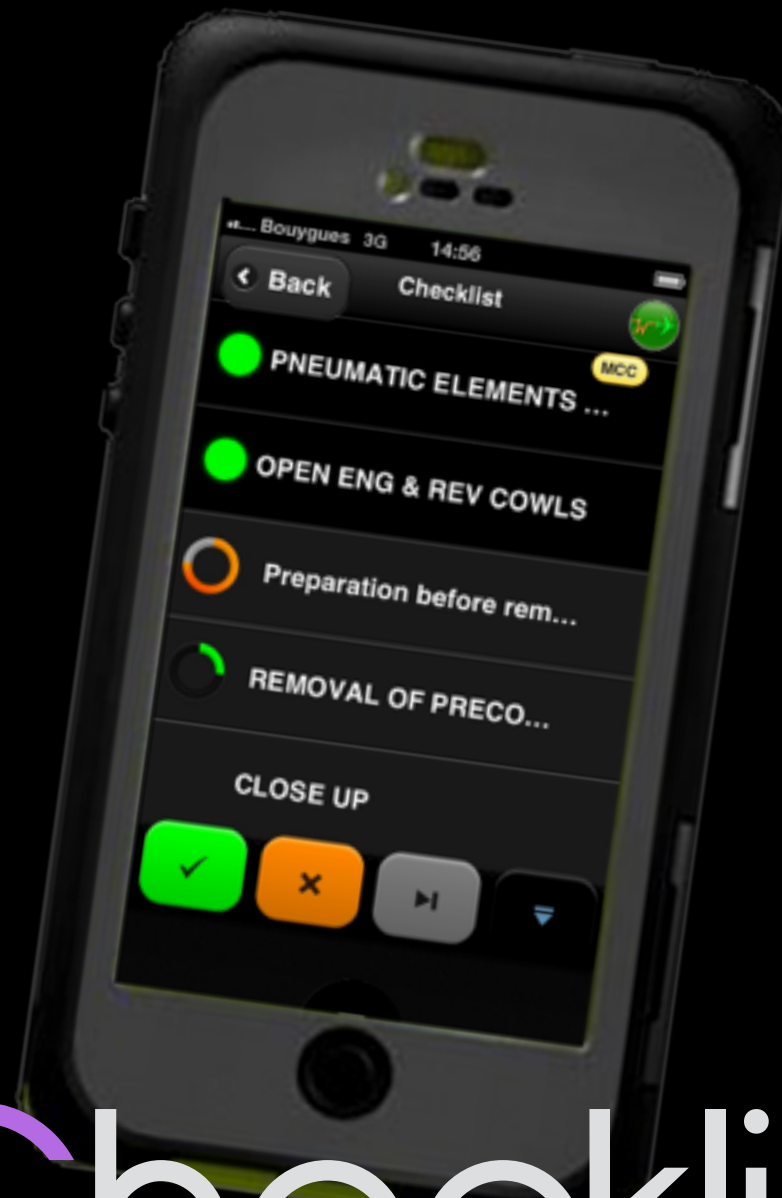 Bouygues 3G 14:56
Back Checklist
MCC
PNEUMATIC ELEMENTS ...
OPEN ENG & REV COWLS
Preparation before rem...
REMOVAL OF PRECO...
CLOSE UP